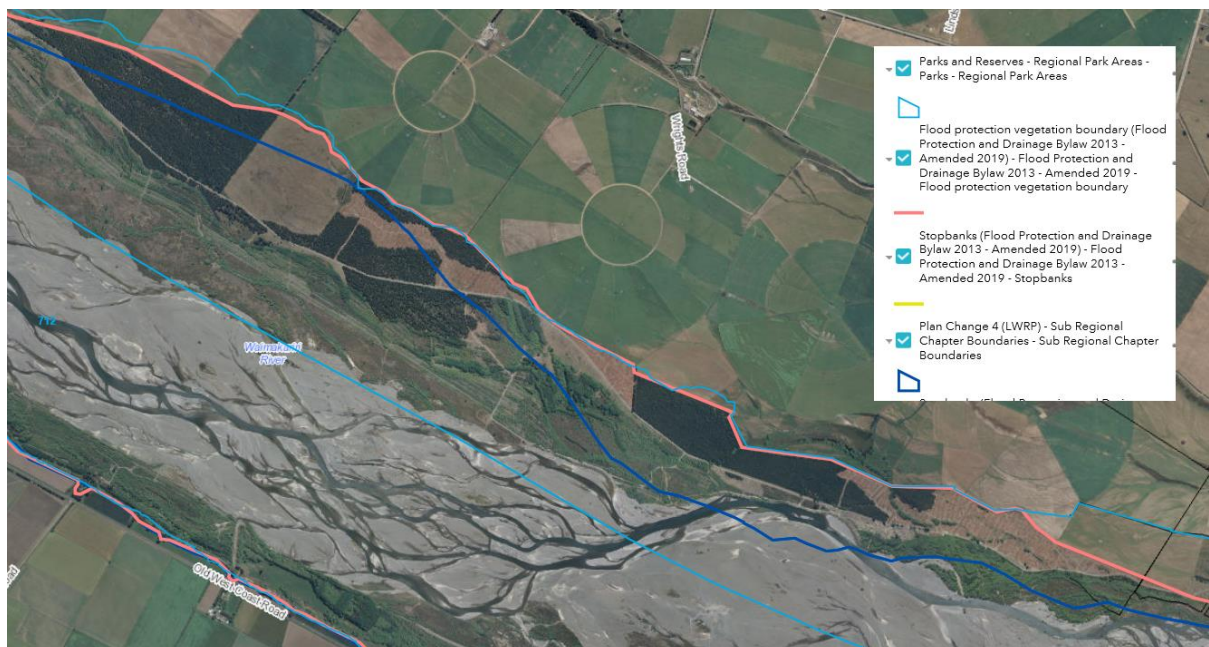 Parks and Reserves - Regional Park Areas -
Parks - Regional Park Areas
Flood protection vegetation boundary (Flood
Protection and Drainage Bylaw 2013 -
Amended 2019) - Flood Protection and
Drainage Bylaw 2013 - Amended 2019 -
Flood protection vegetation boundary
Stopbanks (Flood Protection and Drainage
Bylaw 2013 - Amended 2019) - Flood
Protection and Drainage Bylaw 2013 -
Amended 2019 - Stopbanks
Plan Change 4 (LWRP) - Sub Regional
Chapter Boundaries - Sub Regional Chapter
Boundaries
Wrights-Road
Waimakariri
River
Old West Coast Road